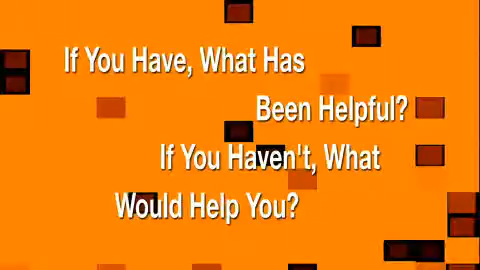 If You Have, What Has
Been Helpful?
If You Haven't, What
Would Help You?